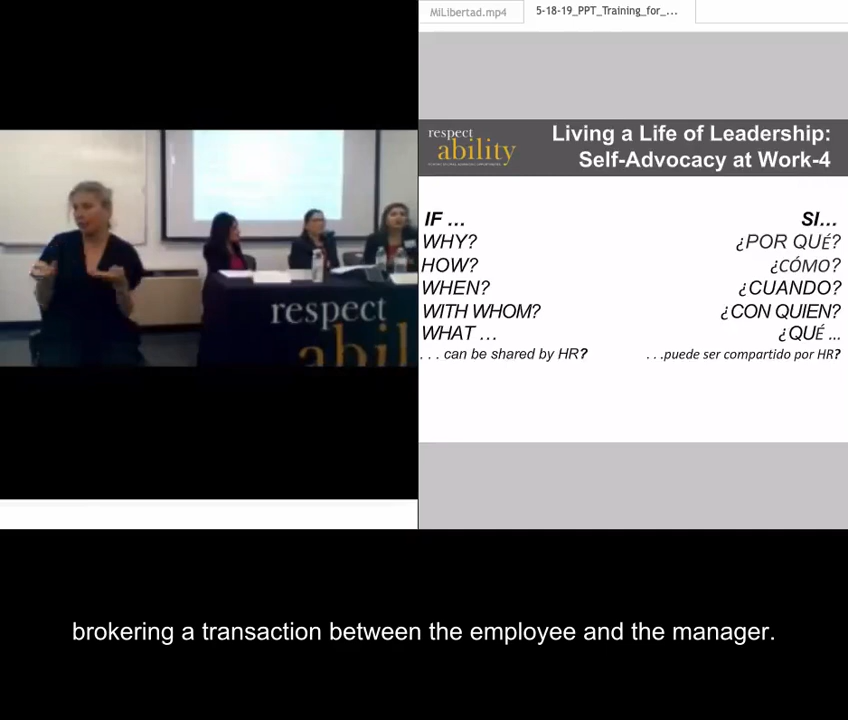 MiLibertad.mp4
5-18-19_PPT_Training_for_...
respect
ability
Living a Life of Leadership:
Self-Advocacy at Work-4
IF … SI…
WHY? ¿POR QUÉ?
HOW? ¿CÓMO?
WHEN? ¿CUANDO?
WITH WHOM? ¿CON QUIEN?
WHAT … ¿QUÉ ...
. . . can be shared by HR? . . .puede ser compartido por HR?
respect
abil
brokering a transaction between the employee and the manager.